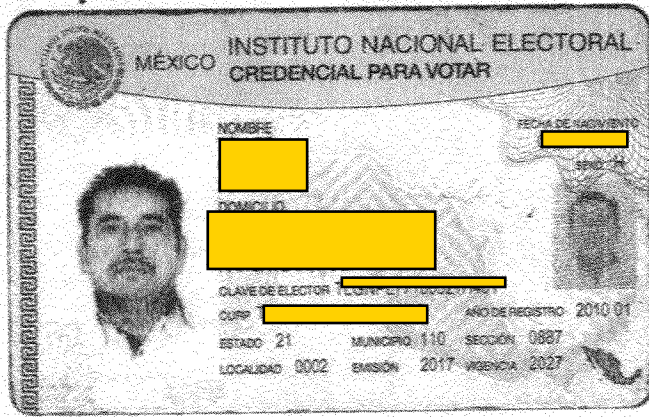 MÉXICO INSTITUTO NACIONAL ELECTORAL
CREDENCIAL PARA VOTAR
NOMBRE
FECHA DE NACIMIENTO
SEXO
DOMICILIO
CLAVE DE ELECTOR
CURP AÑO DE REGISTRO 2010 01
ESTADO 21 MUNICIPIO 110 SECCIÓN 0887
LOCALIDAD 0002 EMISIÓN 2017 VIGENCIA 2027